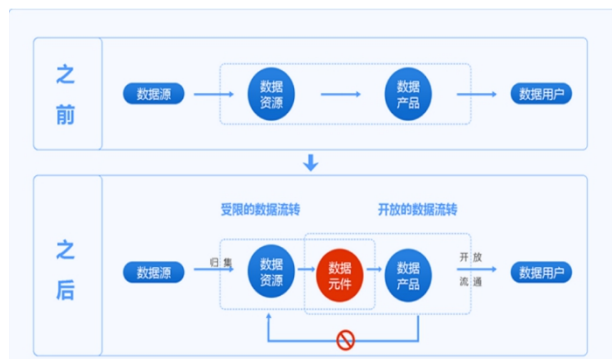 之
前
数据源
数据
资源
数据
产品
数据用户
受限的数据流转
开放的数据流转
之
后
数据源
归 集
数据
资源
数据
元件
数据
产品
开 放
流 通
数据用户